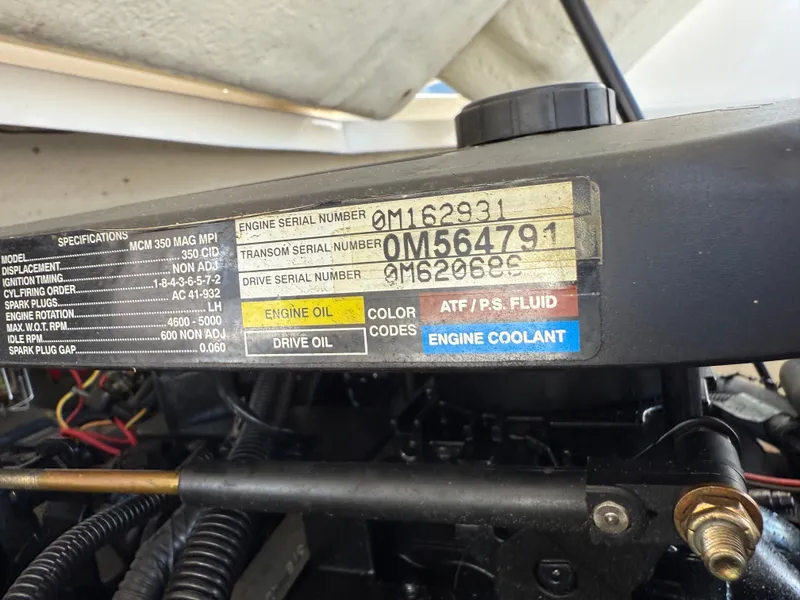 SPECIFICATIONS
MODEL MCM 350 MAG MPI
DISPLACEMENT 350 CID
IGNITION TIMING NON ADJ
CYL.FIRING ORDER 1-8-4-3-6-5-7-2
SPARK PLUGS AC 41-932
ENGINE ROTATION LH
MAX. W.O.T. RPM 4600 - 5000
IDLE RPM 600 NON ADJ
SPARK PLUG GAP 0.060
ENGINE SERIAL NUMBER 0M162931
TRANSOM SERIAL NUMBER 0M564791
DRIVE SERIAL NUMBER 0M620686
ENGINE OIL
DRIVE OIL
COLOR
CODES
ATF / P.S. FLUID
ENGINE COOLANT